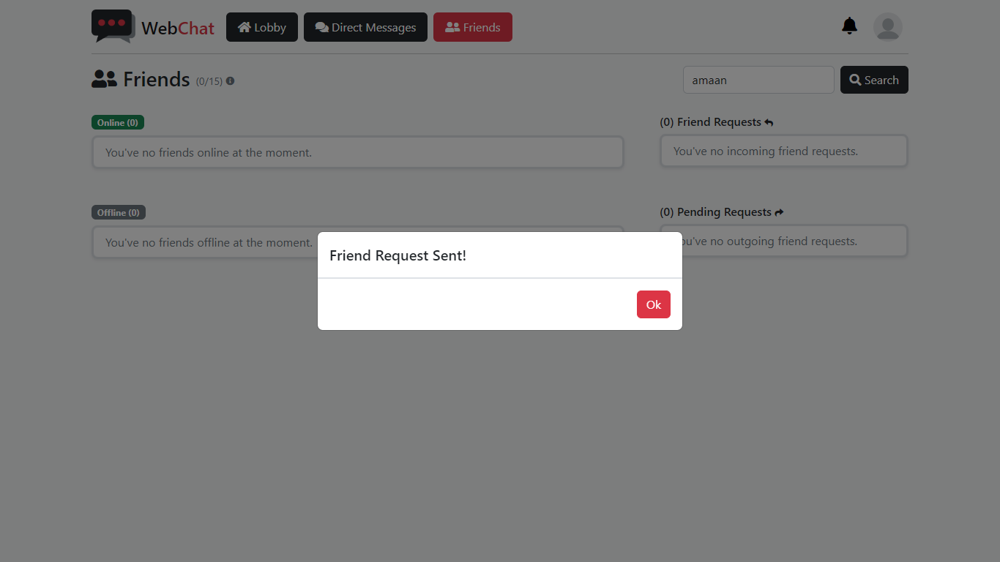 WebChat Lobby Direct Messages Friends
Friends (0/15)
amaan
Search
Online (0)
You've no friends online at the moment.
(0) Friend Requests
You've no incoming friend requests.
Offline (0)
You've no friends offline at the moment.
(0) Pending Requests
ou've no outgoing friend requests.
Friend Request Sent!
Ok